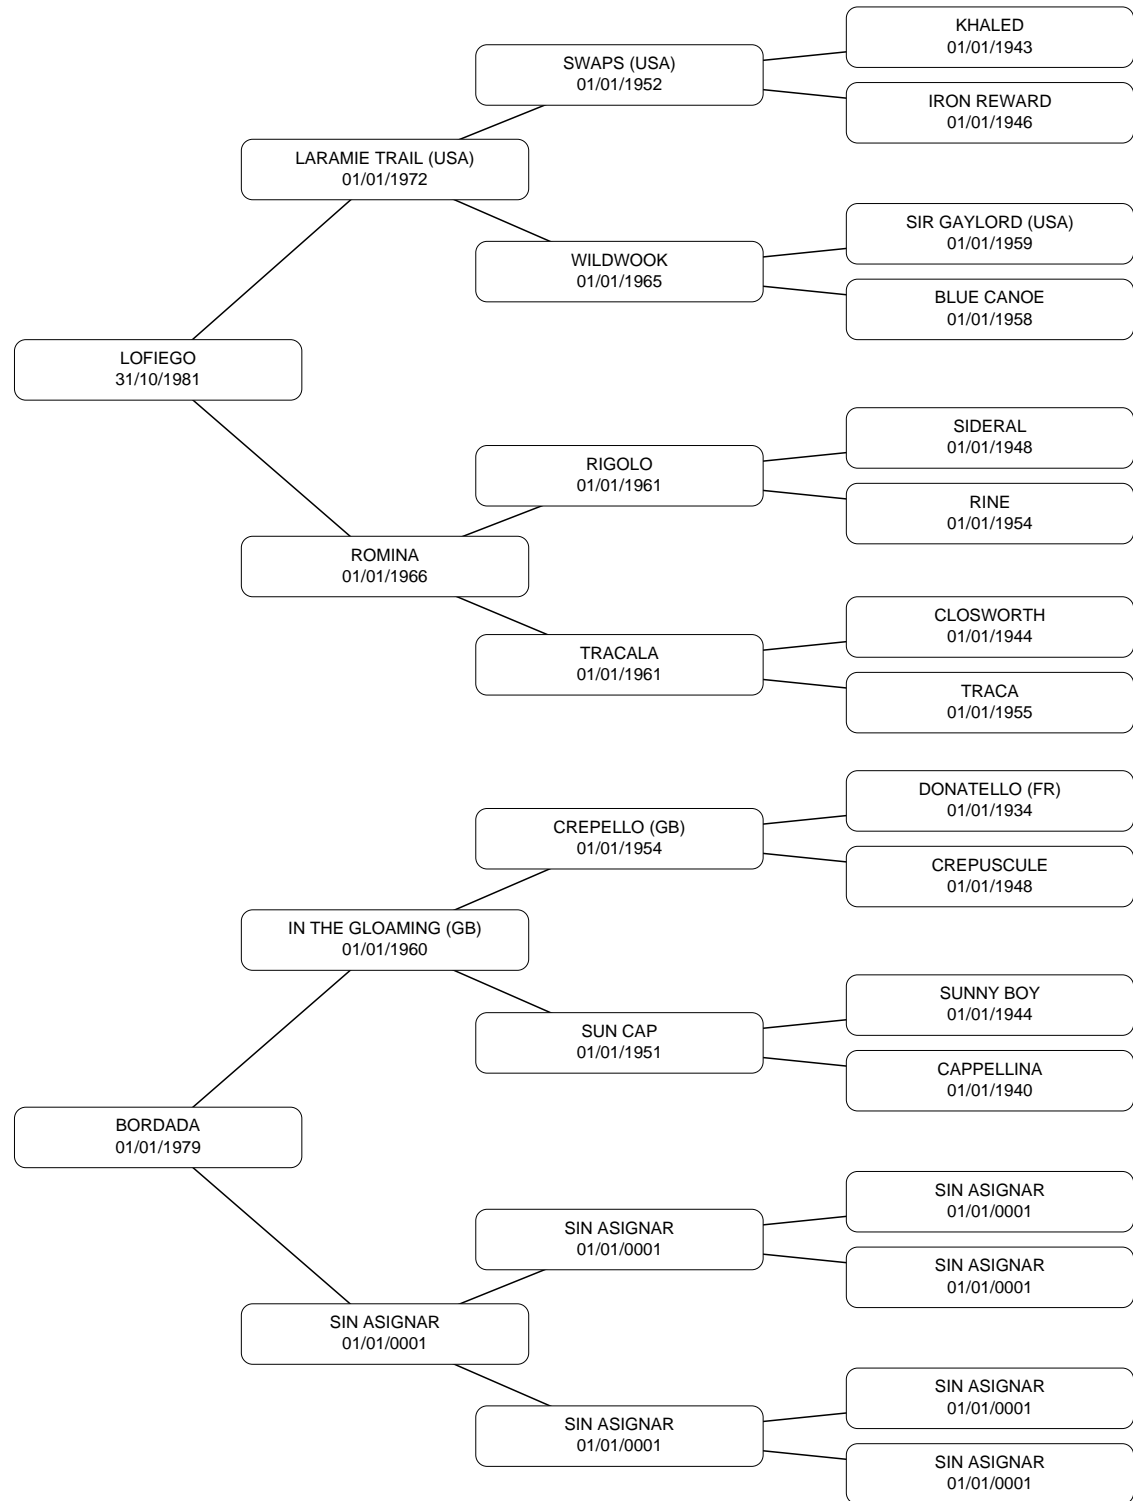 KHALED
01/01/1943
SWAPS (USA)
01/01/1952
IRON REWARD
01/01/1946
LARAMIE TRAIL (USA)
01/01/1972
SIR GAYLORD (USA)
01/01/1959
WILDWOOK
01/01/1965
BLUE CANOE
01/01/1958
LOFIEGO
31/10/1981
SIDERAL
01/01/1948
RIGOLO
01/01/1961
RINE
01/01/1954
ROMINA
01/01/1966
CLOSWORTH
01/01/1944
TRACALA
01/01/1961
TRACA
01/01/1955
DONATELLO (FR)
01/01/1934
CREPELLO (GB)
01/01/1954
CREPUSCULE
01/01/1948
IN THE GLOAMING (GB)
01/01/1960
SUNNY BOY
01/01/1944
SUN CAP
01/01/1951
CAPPELLINA
01/01/1940
BORDADA
01/01/1979
SIN ASIGNAR
01/01/0001
SIN ASIGNAR
01/01/0001
SIN ASIGNAR
01/01/0001
SIN ASIGNAR
01/01/0001
SIN ASIGNAR
01/01/0001
SIN ASIGNAR
01/01/0001
SIN ASIGNAR
01/01/0001